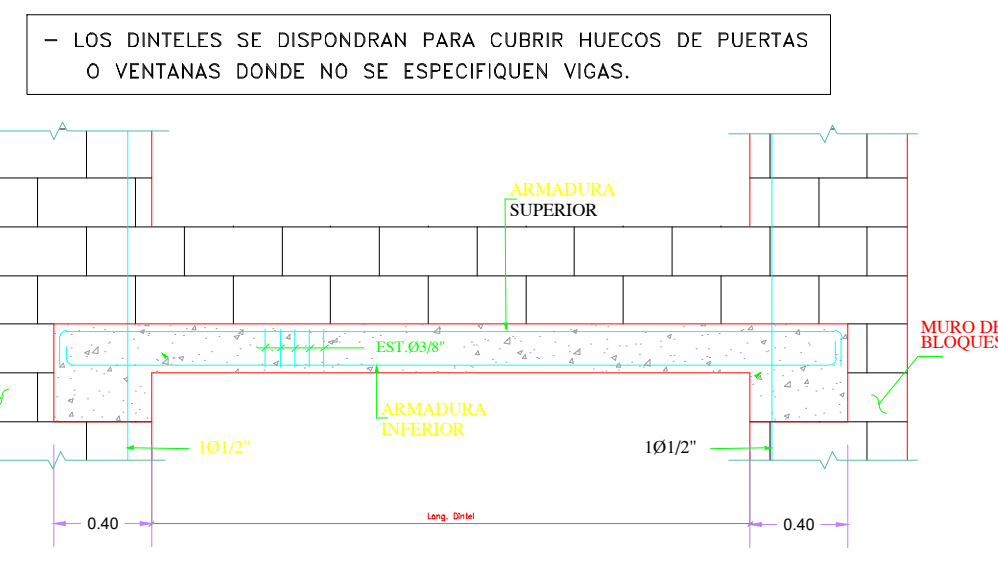 – LOS DINTELES SE DISPONDRAN PARA CUBRIR HUECOS DE PUERTAS
O VENTANAS DONDE NO SE ESPECIFIQUEN VIGAS.
ARMADURA
SUPERIOR
MURO DE
BLOQUES
EST.Ø3/8"
ARMADURA
INFERIOR
1Ø1/2"
1Ø1/2"
Long. Dintel
0.40
0.40